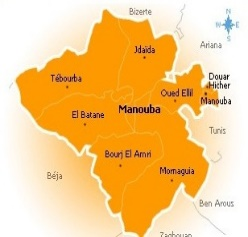 Bizerte
N
Jdaïda
Ariana
Tébourba
Douar
Hicher
Oued Ellil
Manouba
El Batane
Manouba
Tunis
Bourj El Amri
Mornaguia
Béja
Ben Arous
Zaghouan